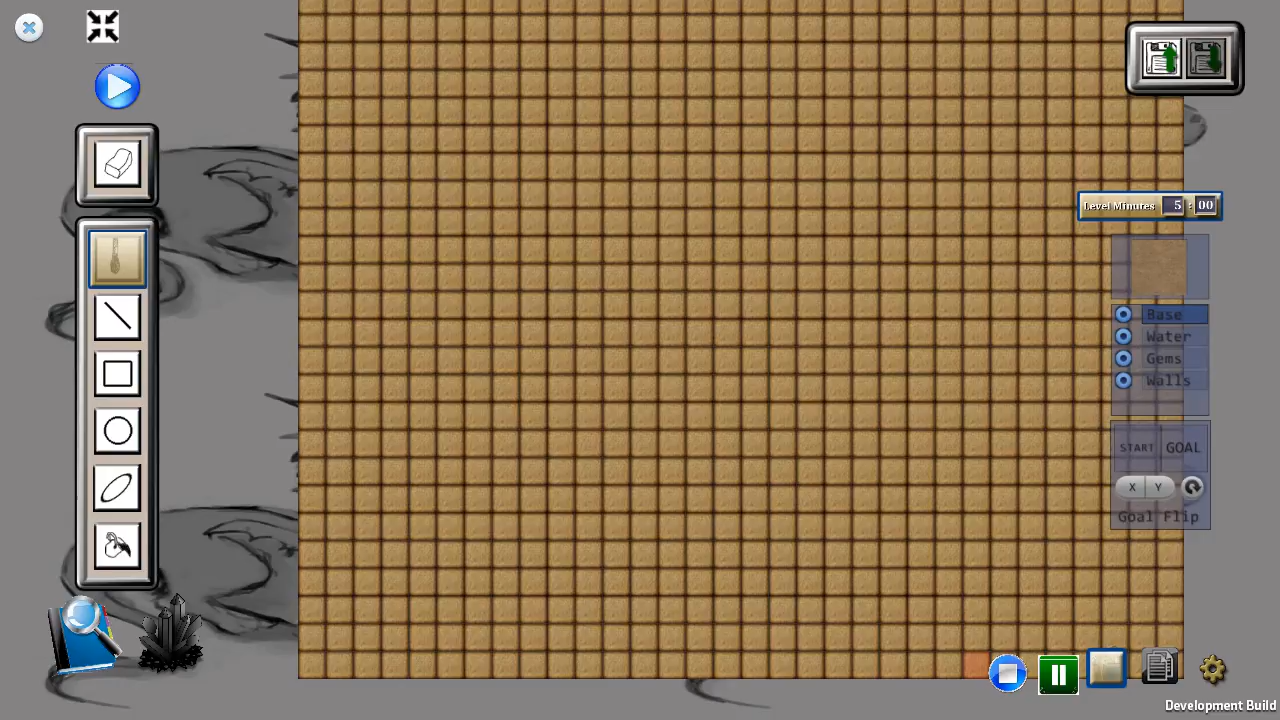 Level Minutes 5 : 00
Base
Water
Gems
Walls
START GOAL
X Y
Goal Flip
Development Build